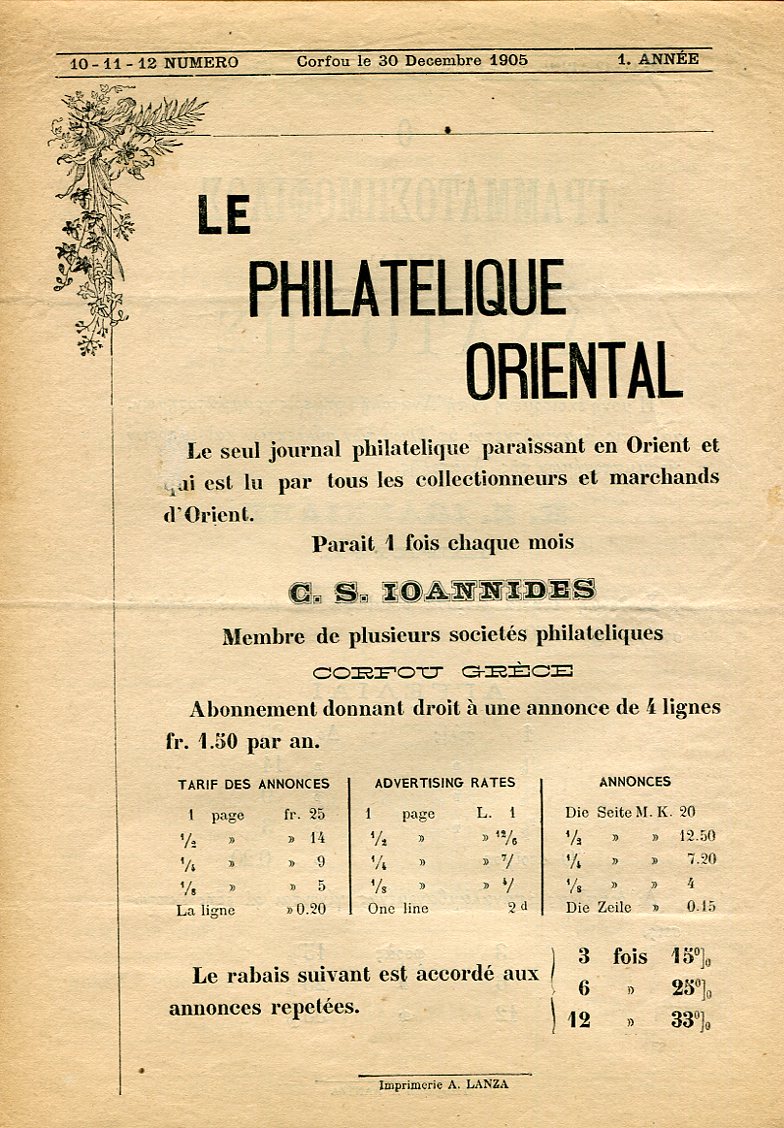 10-11-12 NUMERO Corfou le 30 Decembre 1905 1. ANNÉE
LE
PHILATELIQUE
ORIENTAL
Le seul journal philatelique paraissant en Orient et
qui est lu par tous les collectionneurs et marchands
d'Orient.
Parait 1 fois chaque mois
C. S. IOANNIDES
Membre de plusieurs societés philateliques
CORFOU GRÈCE
Abonnement donnant droit à une annonce de 4 lignes
fr. 1.50 par an.
TARIF DES ANNONCES
1 page fr. 25
1/2 » » 14
1/4 » » 9
1/8 » » 5
La ligne » 0.20
ADVERTISING RATES
1 page L. 1
1/2 » » 12/6
1/4 » » 7/
1/8 » » 4/
One line 2 d
ANNONCES
Die Seite M. K. 20
1/2 » » 12.50
1/4 » » 7.20
1/8 » » 4
Die Zeile » 0.15
Le rabais suivant est accordé aux
annonces repetées.
3 fois 15%
6 » 25%
12 » 33%
Imprimerie A. LANZA